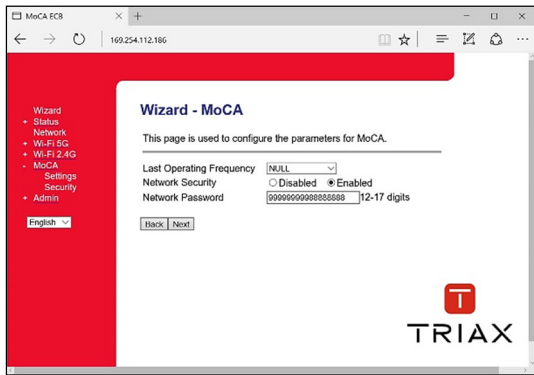 MoCA ECB
169.254.112.186
Wizard
+ Status
Network
+ Wi-Fi 5G
+ Wi-Fi 2.4G
- MoCA
Settings
Security
+ Admin
English
Wizard - MoCA
This page is used to configure the parameters for MoCA.
Last Operating Frequency NULL
Network Security Disabled Enabled
Network Password 99999999988888888 12-17 digits
Back Next
TRIAX